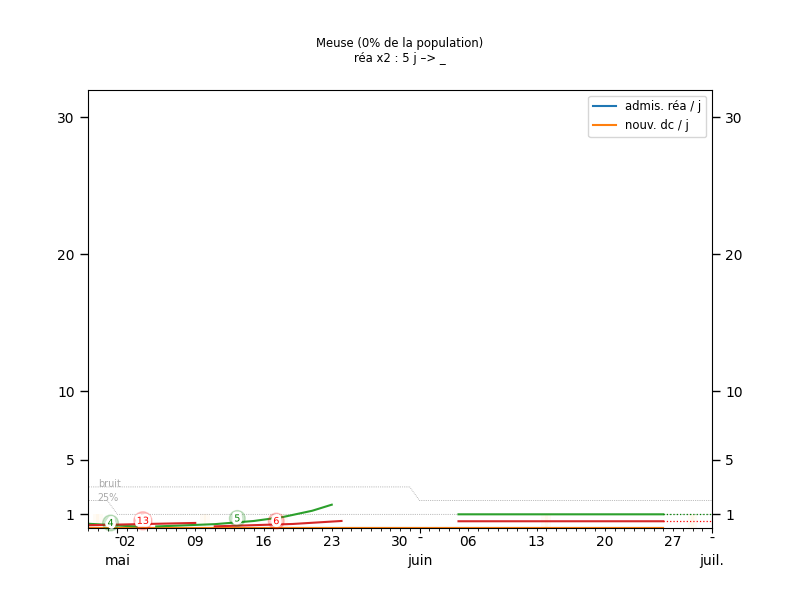 Meuse (0% de la population)
réa x2 : 5 j –> _
admis. réa / j
nouv. dc / j
30 30
20 20
10 10
5 5
bruit
25%
1 1
4 13 5 6
02 09 16 23 30 - 06 13 20 27 -
mai juin juil.